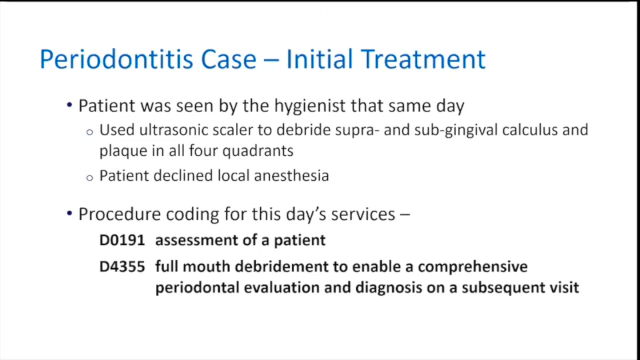 Periodontitis Case – Initial Treatment
• Patient was seen by the hygienist that same day
o Used ultrasonic scaler to debride supra- and sub-gingival calculus and
plaque in all four quadrants
o Patient declined local anesthesia
• Procedure coding for this day's services –
D0191 assessment of a patient
D4355 full mouth debridement to enable a comprehensive
periodontal evaluation and diagnosis on a subsequent visit